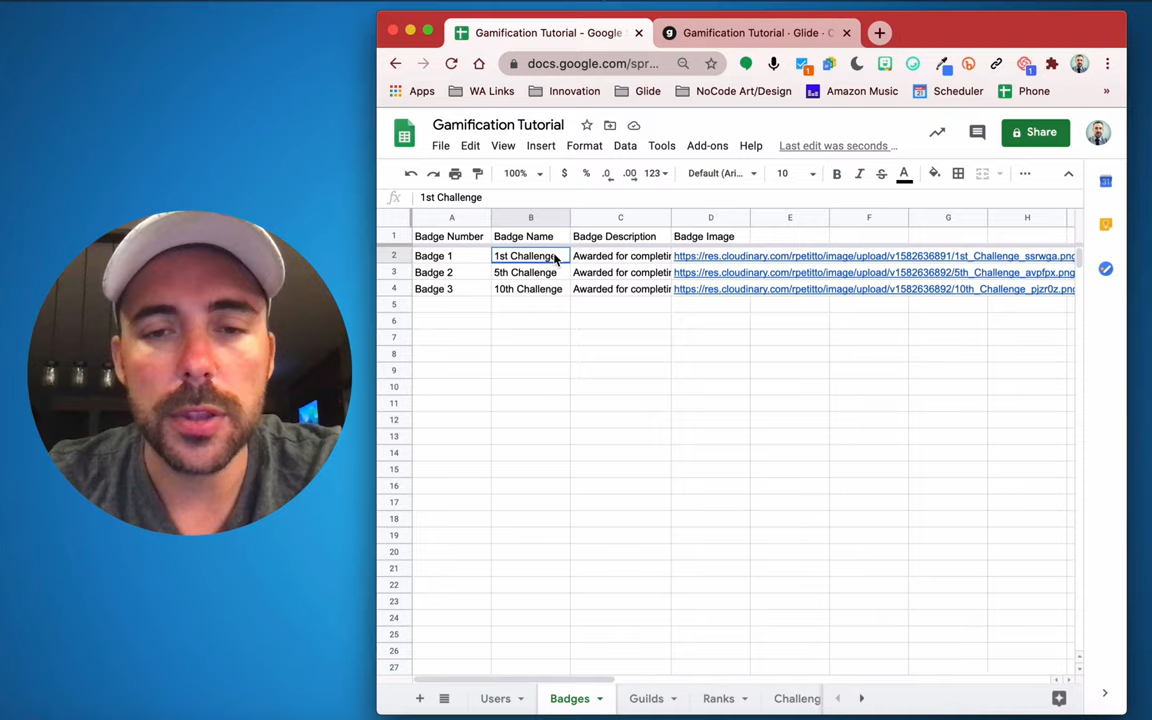 Gamification Tutorial - Google
Gamification Tutorial · Glide · C
docs.google.com/spr...
Apps WA Links Innovation Glide NoCode Art/Design Amazon Music Scheduler Phone »
Gamification Tutorial
File Edit View Insert Format Data Tools Add-ons Help Last edit was seconds ...
Share
100% $ % .0 .00 123 Default (Ari... 10 B I S A
fx 1st Challenge
A B C D E F G H
1 Badge Number Badge Name Badge Description Badge Image
2 Badge 1 1st Challenge Awarded for completin https://res.cloudinary.com/rpetitto/image/upload/v1582636891/1st_Challenge_ssrwga.png
3 Badge 2 5th Challenge Awarded for completin https://res.cloudinary.com/rpetitto/image/upload/v1582636892/5th_Challenge_avpfpx.png
4 Badge 3 10th Challenge Awarded for completin https://res.cloudinary.com/rpetitto/image/upload/v1582636892/10th_Challenge_pjzr0z.png
5
6
7
8
9
10
11
12
13
14
15
16
17
18
19
20
21
22
23
24
25
26
27
Users Badges Guilds Ranks Challeng